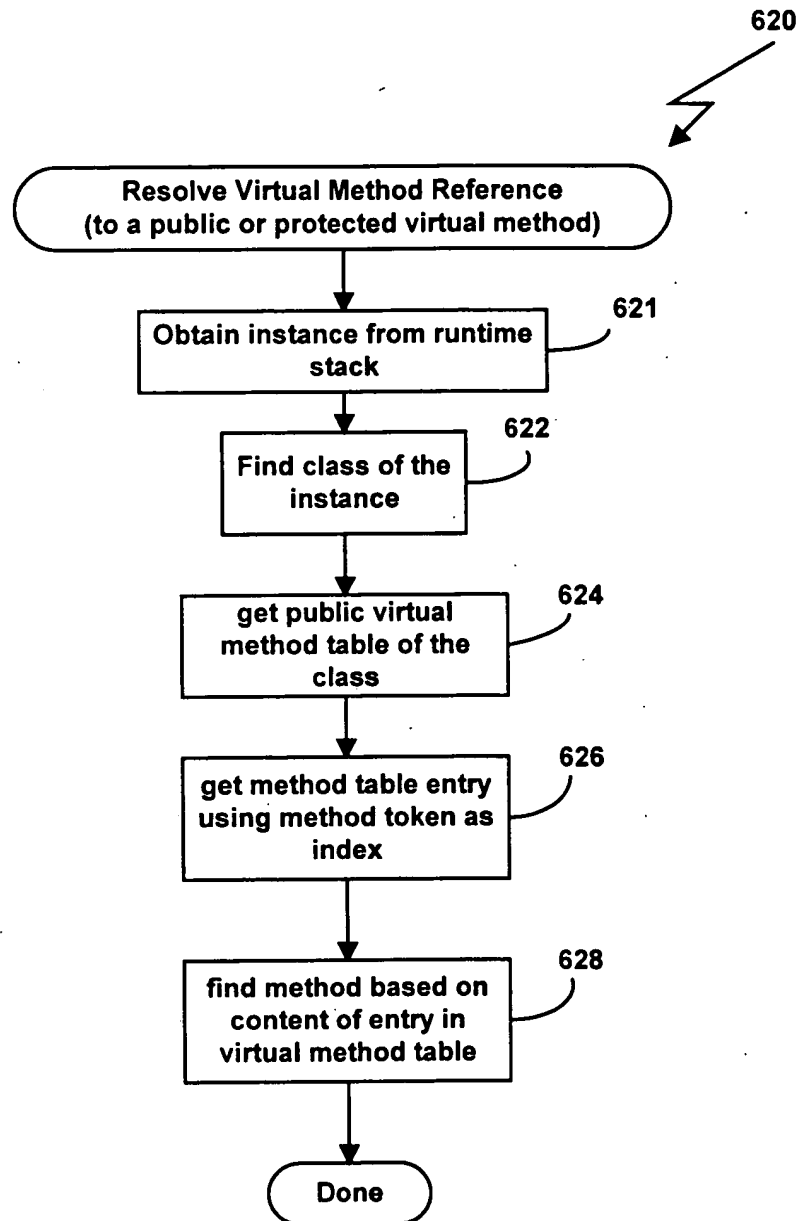 620
Resolve Virtual Method Reference
(to a public or protected virtual method)
621
Obtain instance from runtime
stack
622
Find class of the
instance
624
get public virtual
method table of the
class
626
get method table entry
using method token as
index
628
find method based on
content of entry in
virtual method table
Done